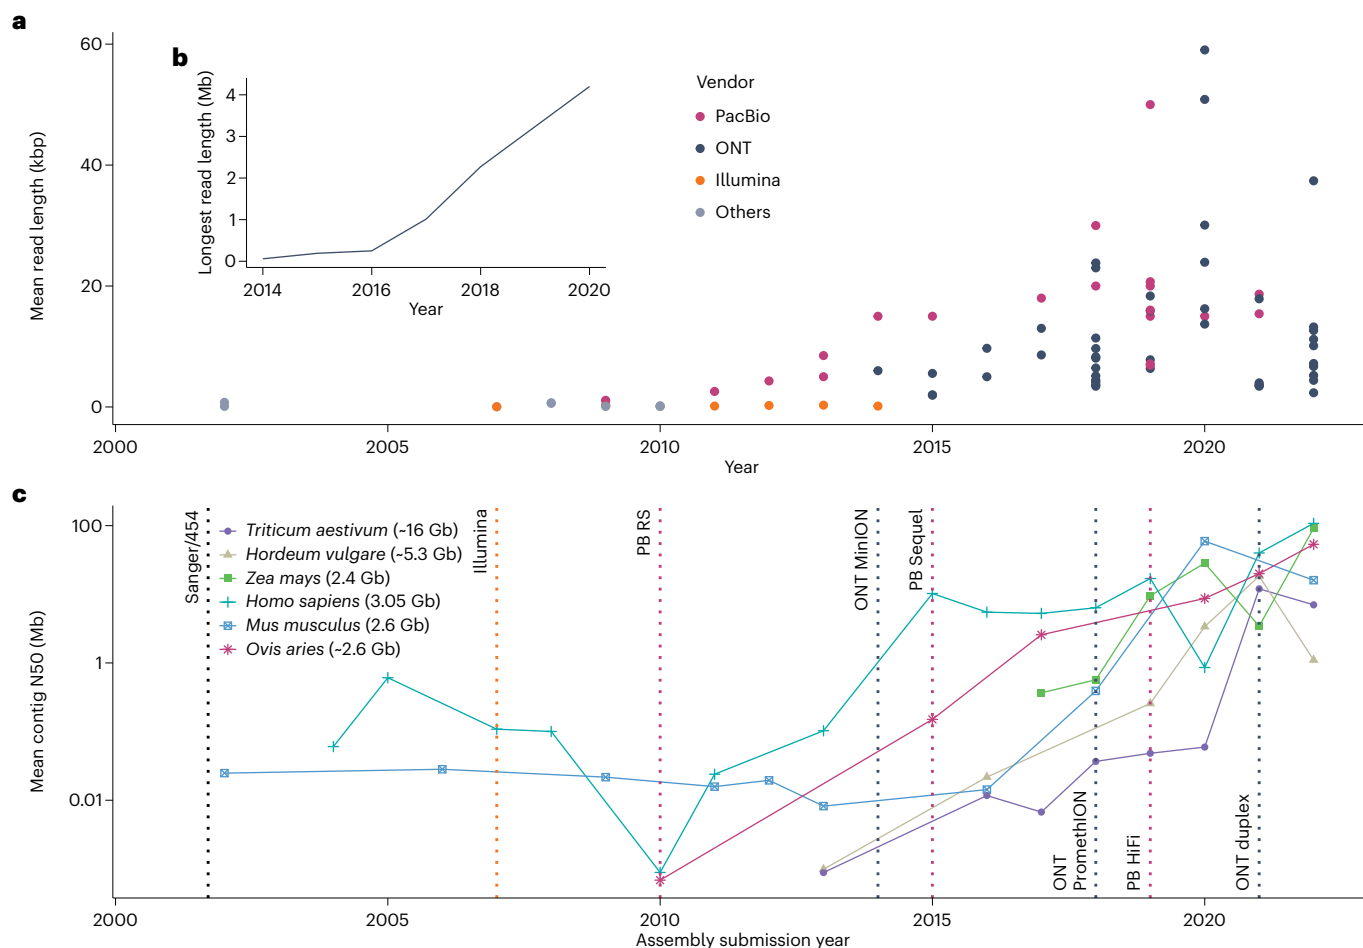 a
60
40
20
0
Mean read length (kbp)
b
4
3
2
1
0
Longest read length (Mb)
2014 2016 2018 2020
Year
Vendor
PacBio
ONT
Illumina
Others
2000 2005 2010 2015 2020
Year
c
100
1
0.01
Mean contig N50 (Mb)
Sanger/454
Triticum aestivum (~16 Gb)
Hordeum vulgare (~5.3 Gb)
Zea mays (2.4 Gb)
Homo sapiens (3.05 Gb)
Mus musculus (2.6 Gb)
Ovis aries (~2.6 Gb)
Illumina
PB RS
ONT MinION
PB Sequel
ONT
PromethION
PB HiFi
ONT duplex
2000 2005 2010 2015 2020
Assembly submission year